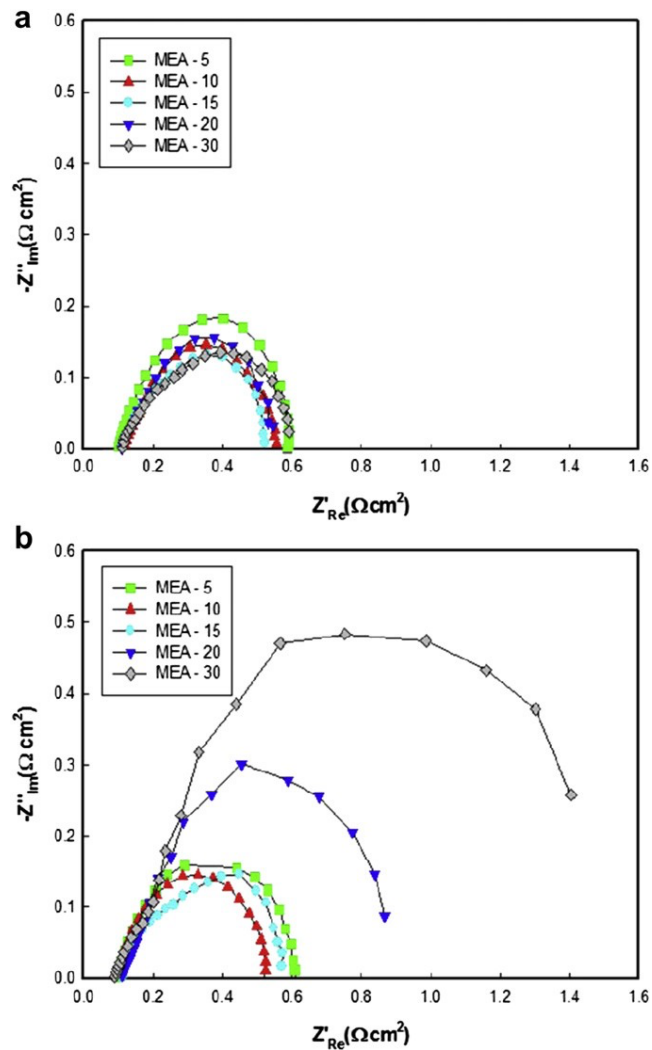 a
0.6
0.5
0.4
0.3
0.2
0.1
0.0
-Z"Im(Ω cm²)
MEA - 5
MEA - 10
MEA - 15
MEA - 20
MEA - 30
0.0 0.2 0.4 0.6 0.8 1.0 1.2 1.4 1.6
Z'Re(Ωcm²)
b
0.6
0.5
0.4
0.3
0.2
0.1
0.0
-Z"Im(Ω cm²)
MEA - 5
MEA - 10
MEA - 15
MEA - 20
MEA - 30
0.0 0.2 0.4 0.6 0.8 1.0 1.2 1.4 1.6
Z'Re(Ωcm²)